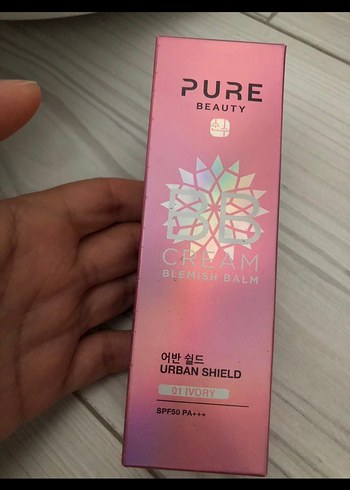 PURE
BEAUTY
BB
CREAM
BLEMISH BALM
어반 쉴드
URBAN SHIELD
01 IVORY
SPF50 PA+++